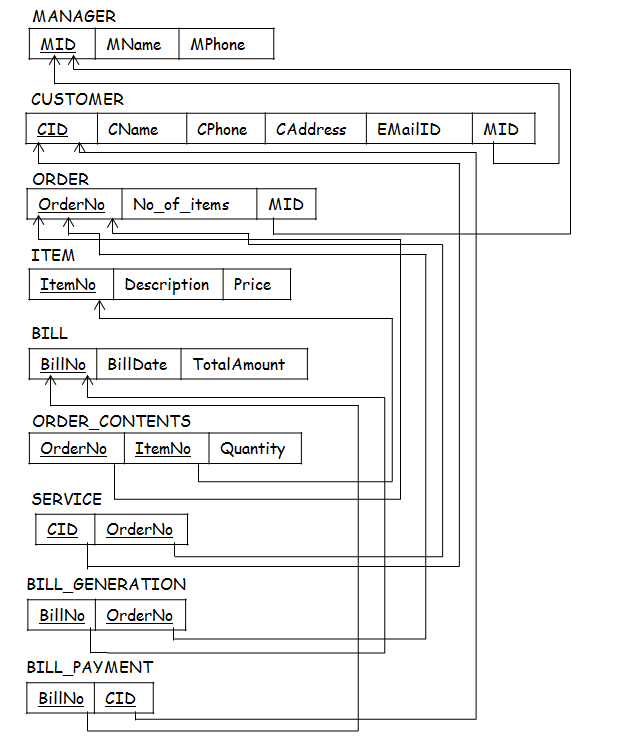 MANAGER
MID MName MPhone
CUSTOMER
CID CName CPhone CAddress EMailID MID
ORDER
OrderNo No_of_items MID
ITEM
ItemNo Description Price
BILL
BillNo BillDate TotalAmount
ORDER_CONTENTS
OrderNo ItemNo Quantity
SERVICE
CID OrderNo
BILL_GENERATION
BillNo OrderNo
BILL_PAYMENT
BillNo CID